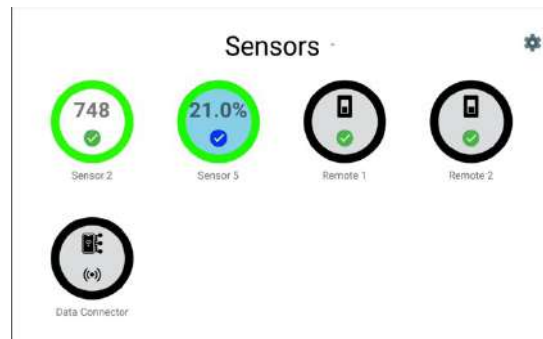 Sensors
748
21.0%
Sensor 2
Sensor 5
Remote 1
Remote 2
Data Connector